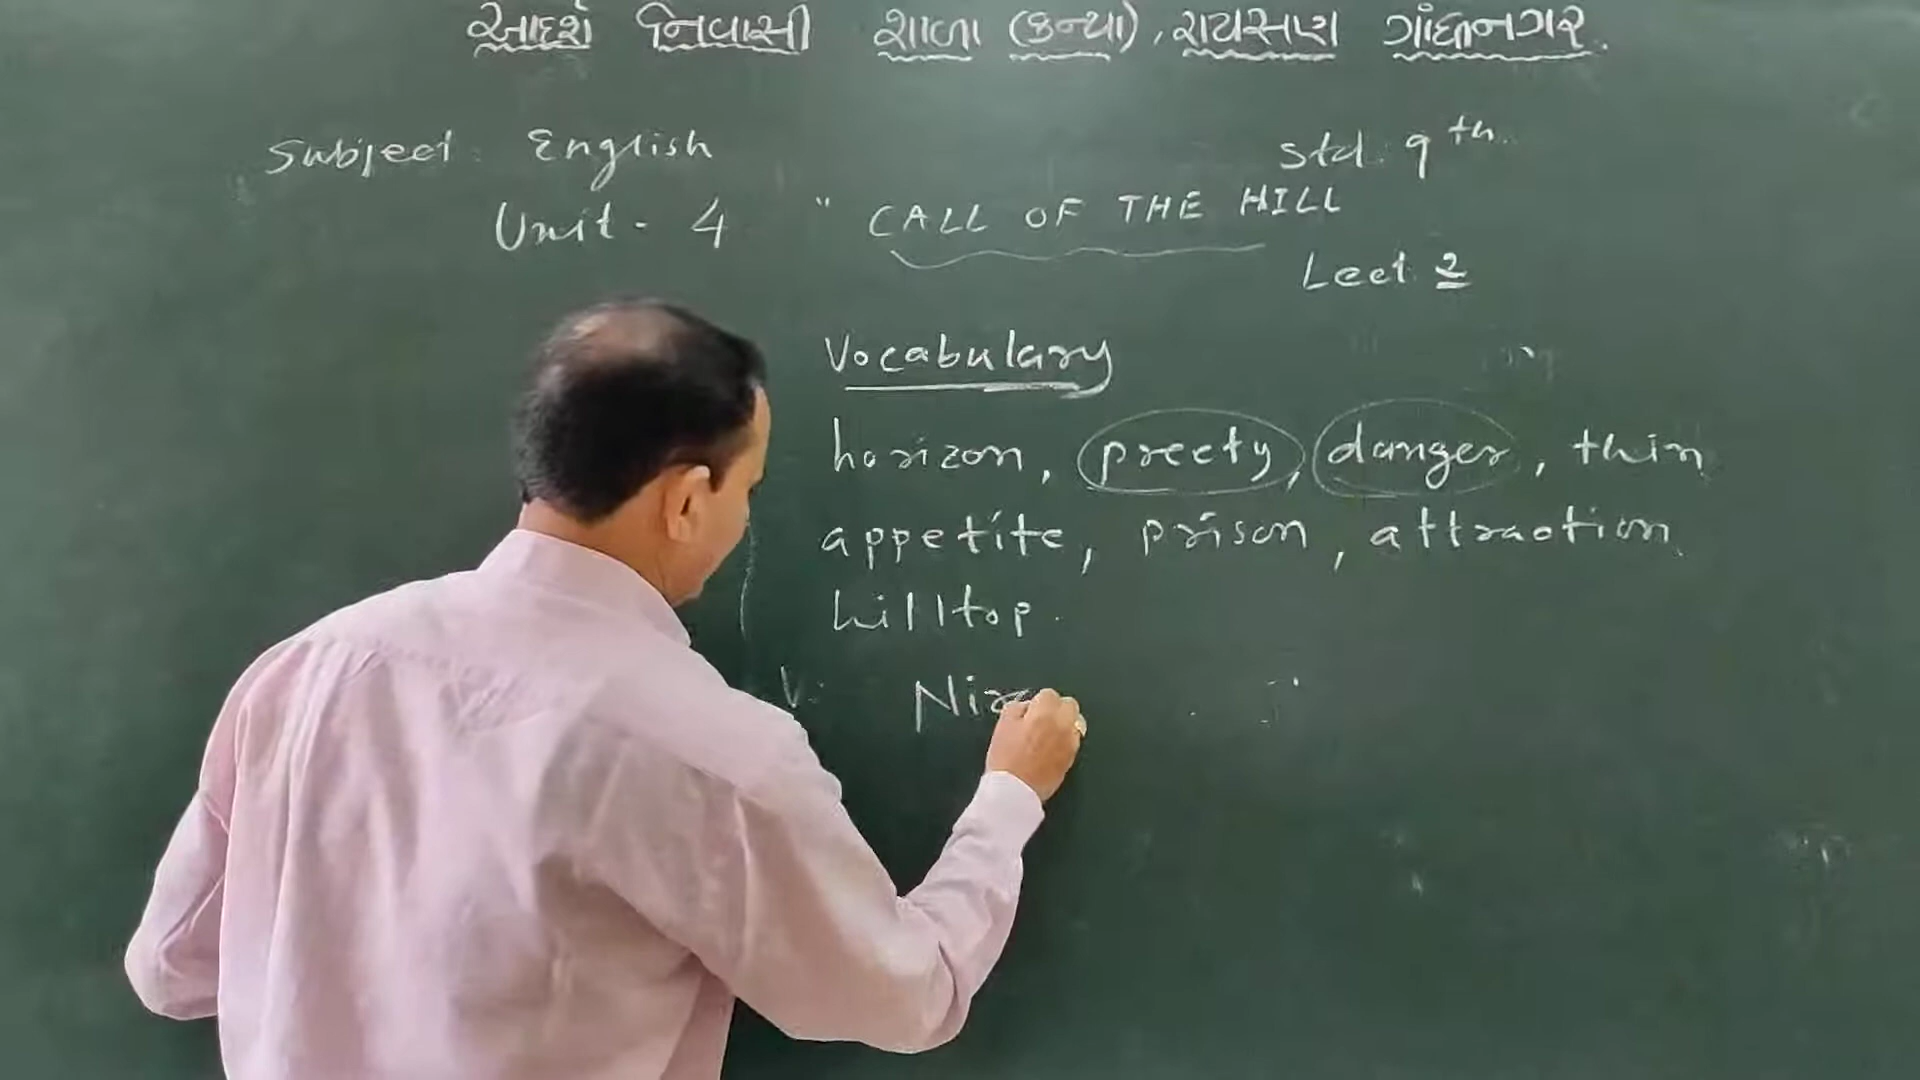 આદર્શ નિવાસી શાળા (કન્યા), રાયસણ ગાંધીનગર.
Subject: English
Std. 9th
Unit - 4 " CALL OF THE HILL
Lect. 2
Vocabulary
horizon, preety, danger, thin
appetite, prison, attraction
hilltop.